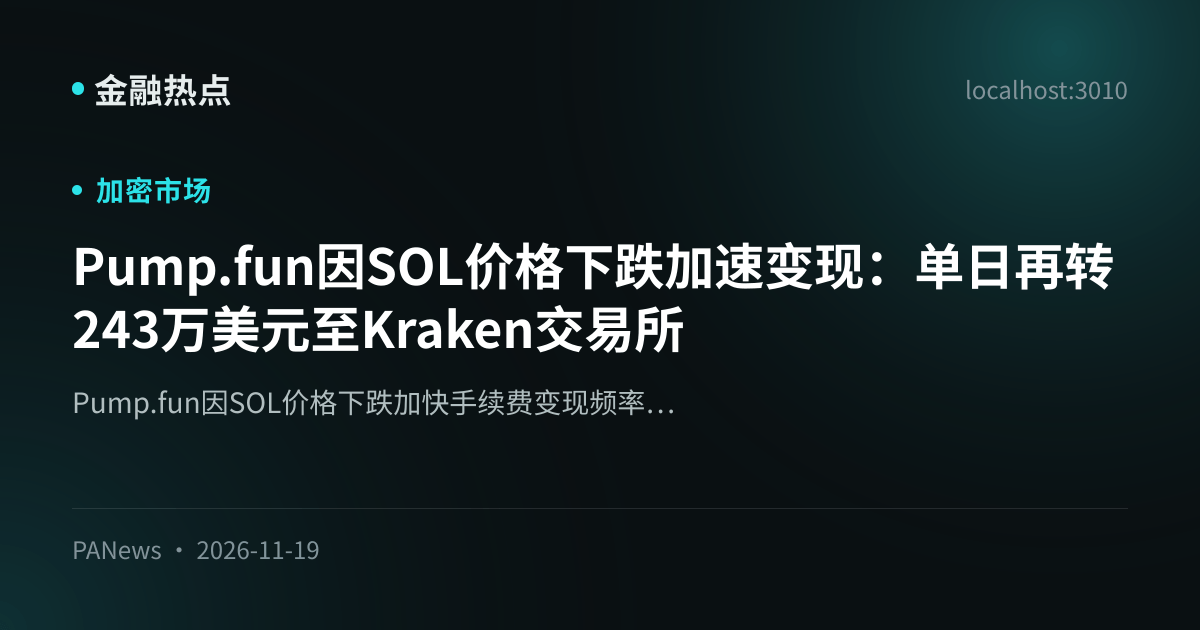 金融热点
localhost:3010
加密市场
Pump.fun因SOL价格下跌加速变现：单日再转
243万美元至Kraken交易所
Pump.fun因SOL价格下跌加快手续费变现频率…
PANews • 2026-11-19